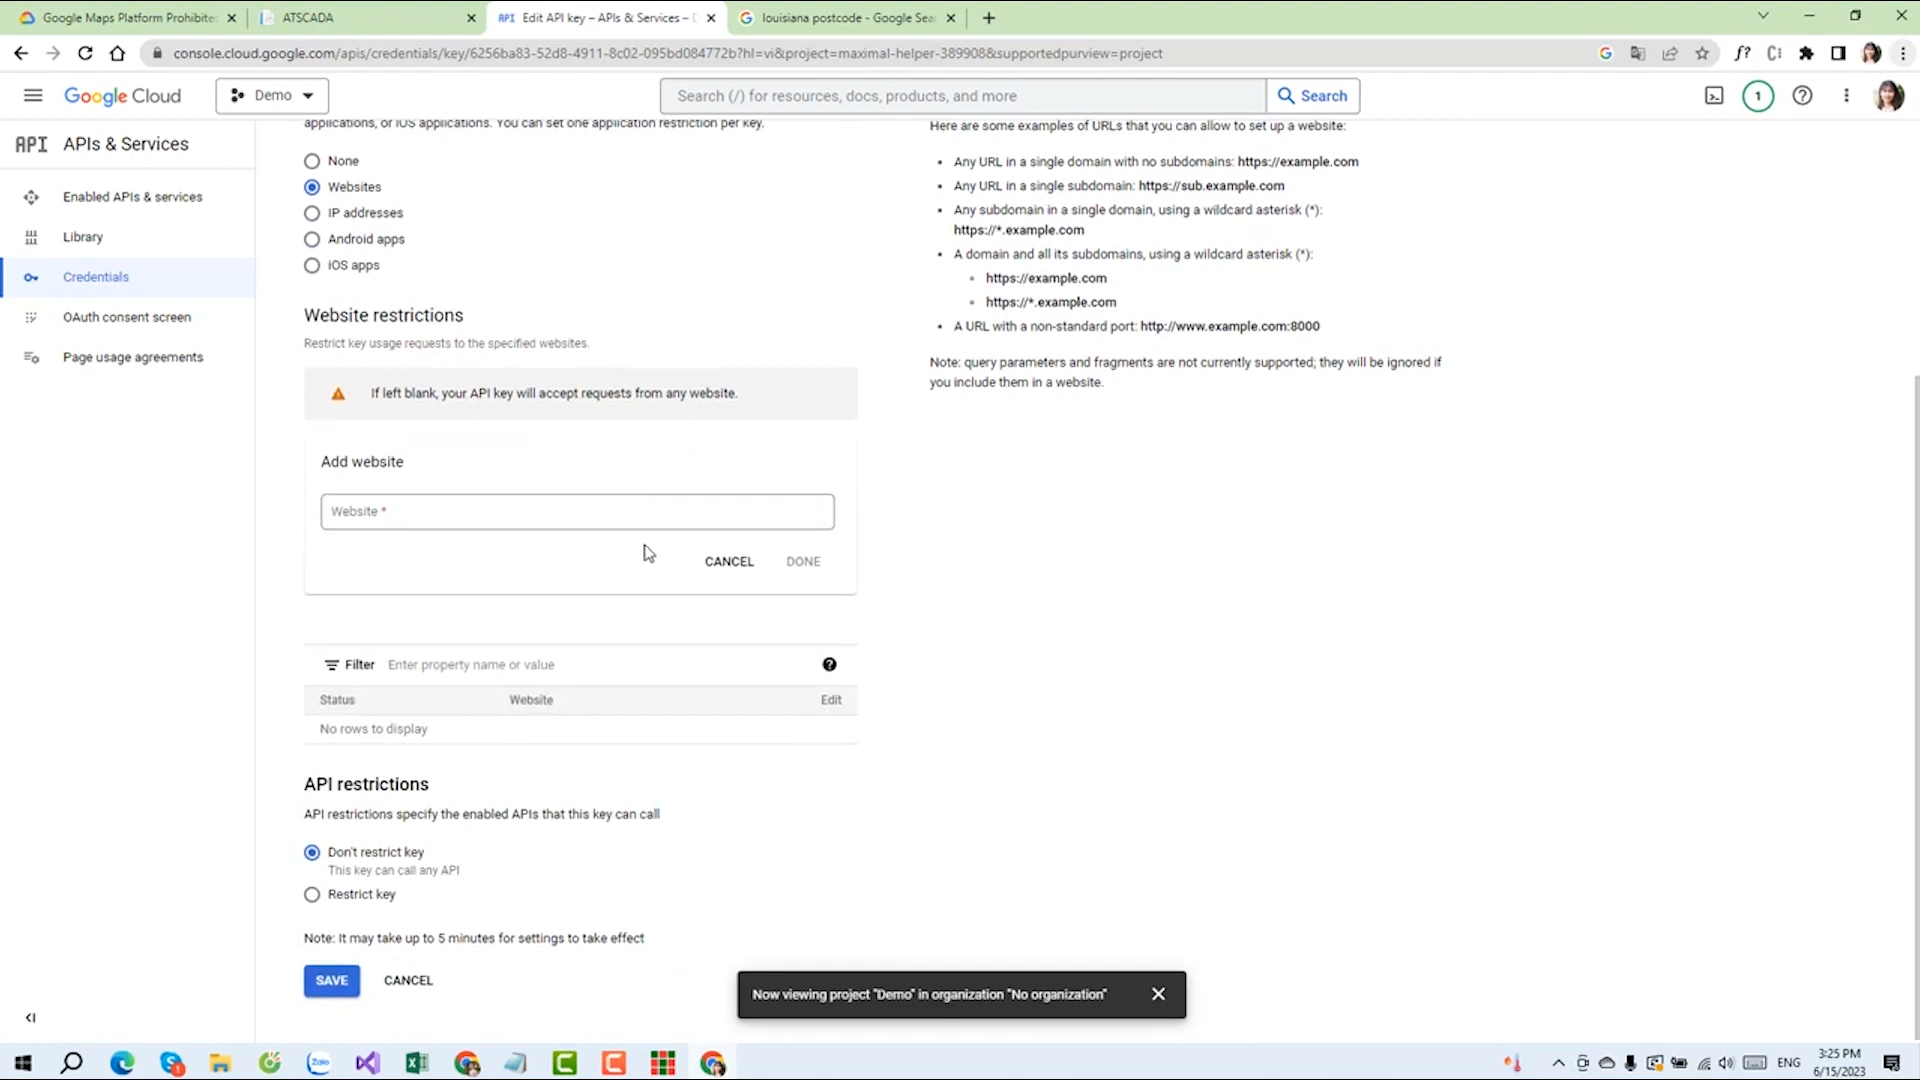 Google Maps Platform Prohibite
ATSCADA
API Edit API key – APIs & Services –
louisiana postcode - Google Sea
console.cloud.google.com/apis/credentials/key/6256ba83-52d8-4911-8c02-095bd084772b?hl=vi&project=maximal-helper-389908&supportedpurview=project
Google Cloud
Demo
Search (/) for resources, docs, products, and more
Search
1
API APIs & Services
Enabled APIs & services
Library
Credentials
OAuth consent screen
Page usage agreements
applications, or iOS applications. You can set one application restriction per key.
None
Websites
IP addresses
Android apps
iOS apps
Website restrictions
Restrict key usage requests to the specified websites.
If left blank, your API key will accept requests from any website.
Add website
Website *
CANCEL
DONE
Filter Enter property name or value
Status Website Edit
No rows to display
API restrictions
API restrictions specify the enabled APIs that this key can call
Don't restrict key
This key can call any API
Restrict key
Note: It may take up to 5 minutes for settings to take effect
SAVE
CANCEL
Here are some examples of URLs that you can allow to set up a website:
• Any URL in a single domain with no subdomains: https://example.com
• Any URL in a single subdomain: https://sub.example.com
• Any subdomain in a single domain, using a wildcard asterisk (*):
https://*.example.com
• A domain and all its subdomains, using a wildcard asterisk (*):
https://example.com
https://*.example.com
• A URL with a non-standard port: http://www.example.com:8000
Note: query parameters and fragments are not currently supported; they will be ignored if
you include them in a website.
Now viewing project "Demo" in organization "No organization"
Zalo
ENG
3:25 PM
6/15/2023